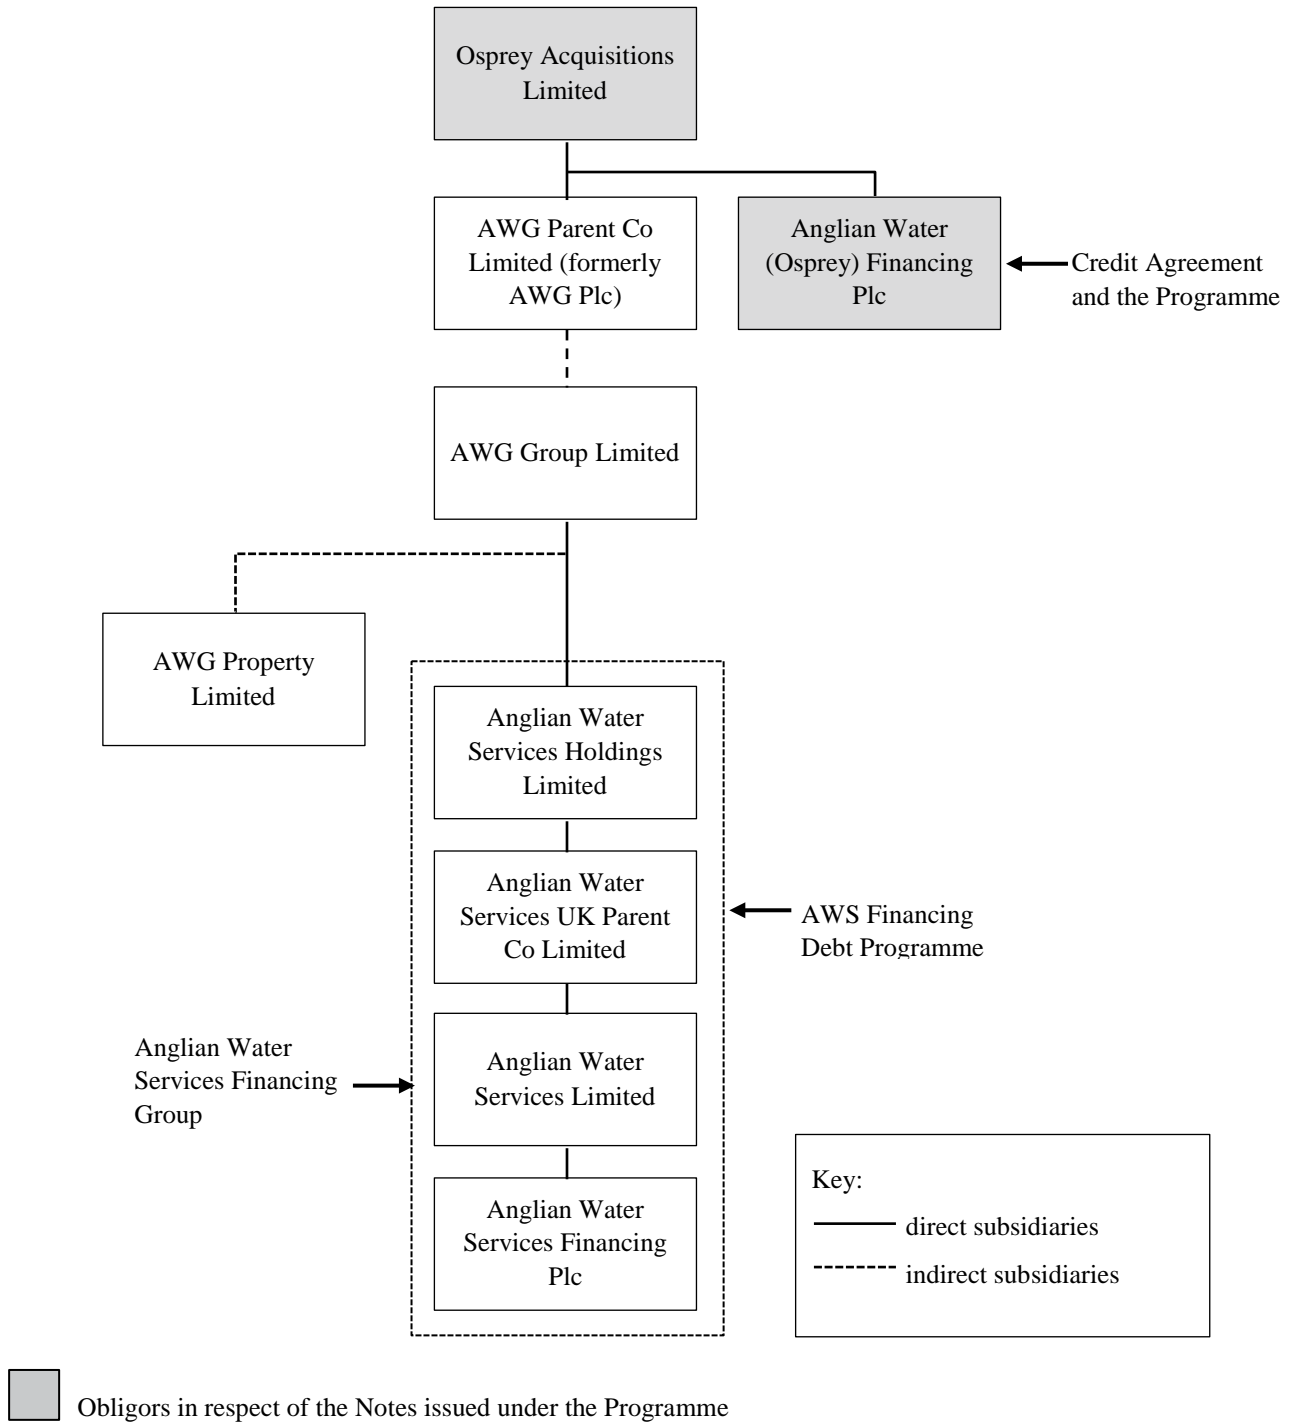 Osprey Acquisitions
Limited
AWG Parent Co
Limited (formerly
AWG Plc)
Anglian Water
(Osprey) Financing
Plc
Credit Agreement
and the Programme
AWG Group Limited
AWG Property
Limited
Anglian Water
Services Holdings
Limited
Anglian Water
Services UK Parent
Co Limited
AWS Financing
Debt Programme
Anglian Water
Services Financing
Group
Anglian Water
Services Limited
Anglian Water
Services Financing
Plc
Key:
direct subsidiaries
indirect subsidiaries
Obligors in respect of the Notes issued under the Programme